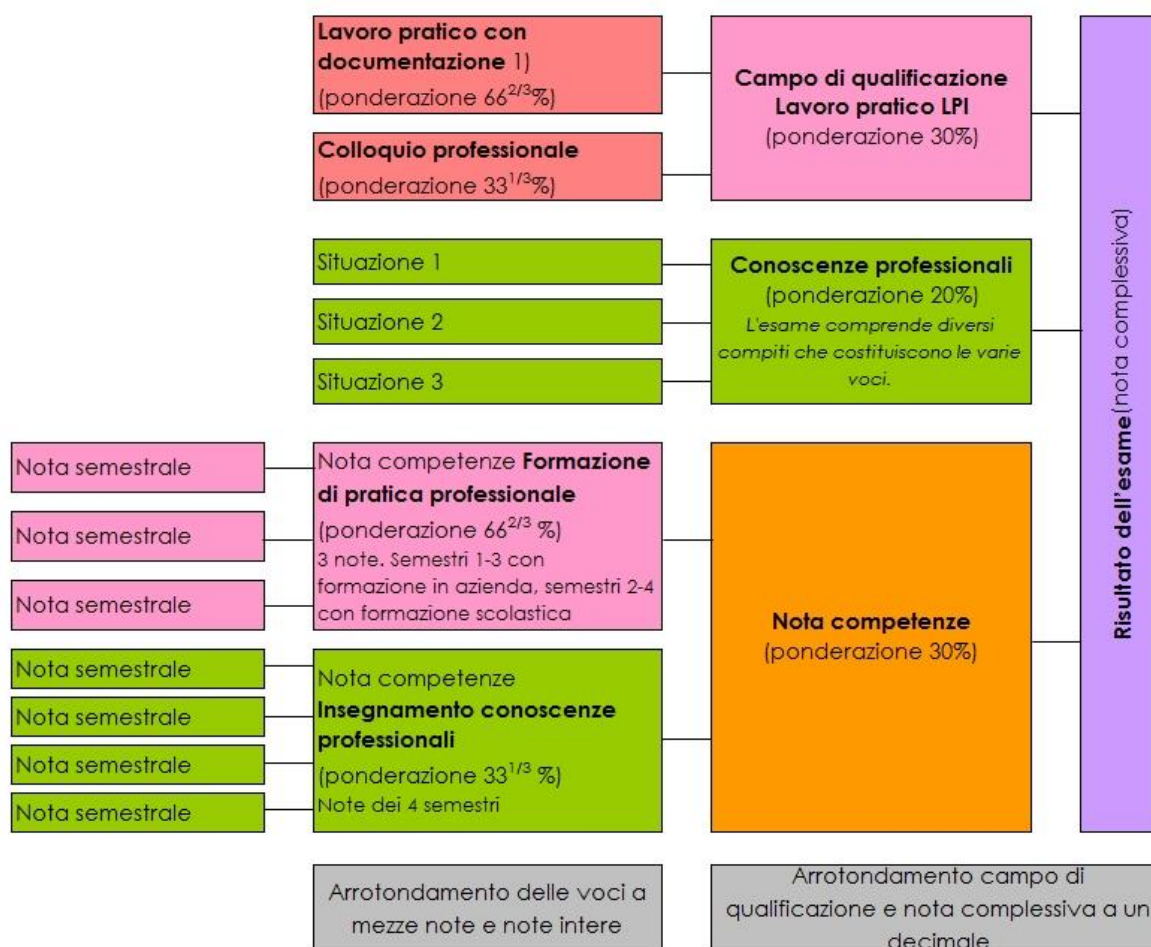 Lavoro pratico con
documentazione 1)
(ponderazione 66^2/3%)
Colloquio professionale
(ponderazione 33^1/3%)
Campo di qualificazione
Lavoro pratico LPI
(ponderazione 30%)
Situazione 1
Situazione 2
Situazione 3
Conoscenze professionali
(ponderazione 20%)
L'esame comprende diversi
compiti che costituiscono le varie
voci.
Nota semestrale
Nota semestrale
Nota semestrale
Nota competenze Formazione
di pratica professionale
(ponderazione 66^2/3 %)
3 note. Semestri 1-3 con
formazione in azienda, semestri 2-4
con formazione scolastica
Nota semestrale
Nota semestrale
Nota semestrale
Nota semestrale
Nota competenze
Insegnamento conoscenze
professionali
(ponderazione 33^1/3 %)
Note dei 4 semestri
Nota competenze
(ponderazione 30%)
Risultato dell'esame(nota complessiva)
Arrotondamento delle voci a
mezze note e note intere
Arrotondamento campo di
qualificazione e nota complessiva a un
decimale